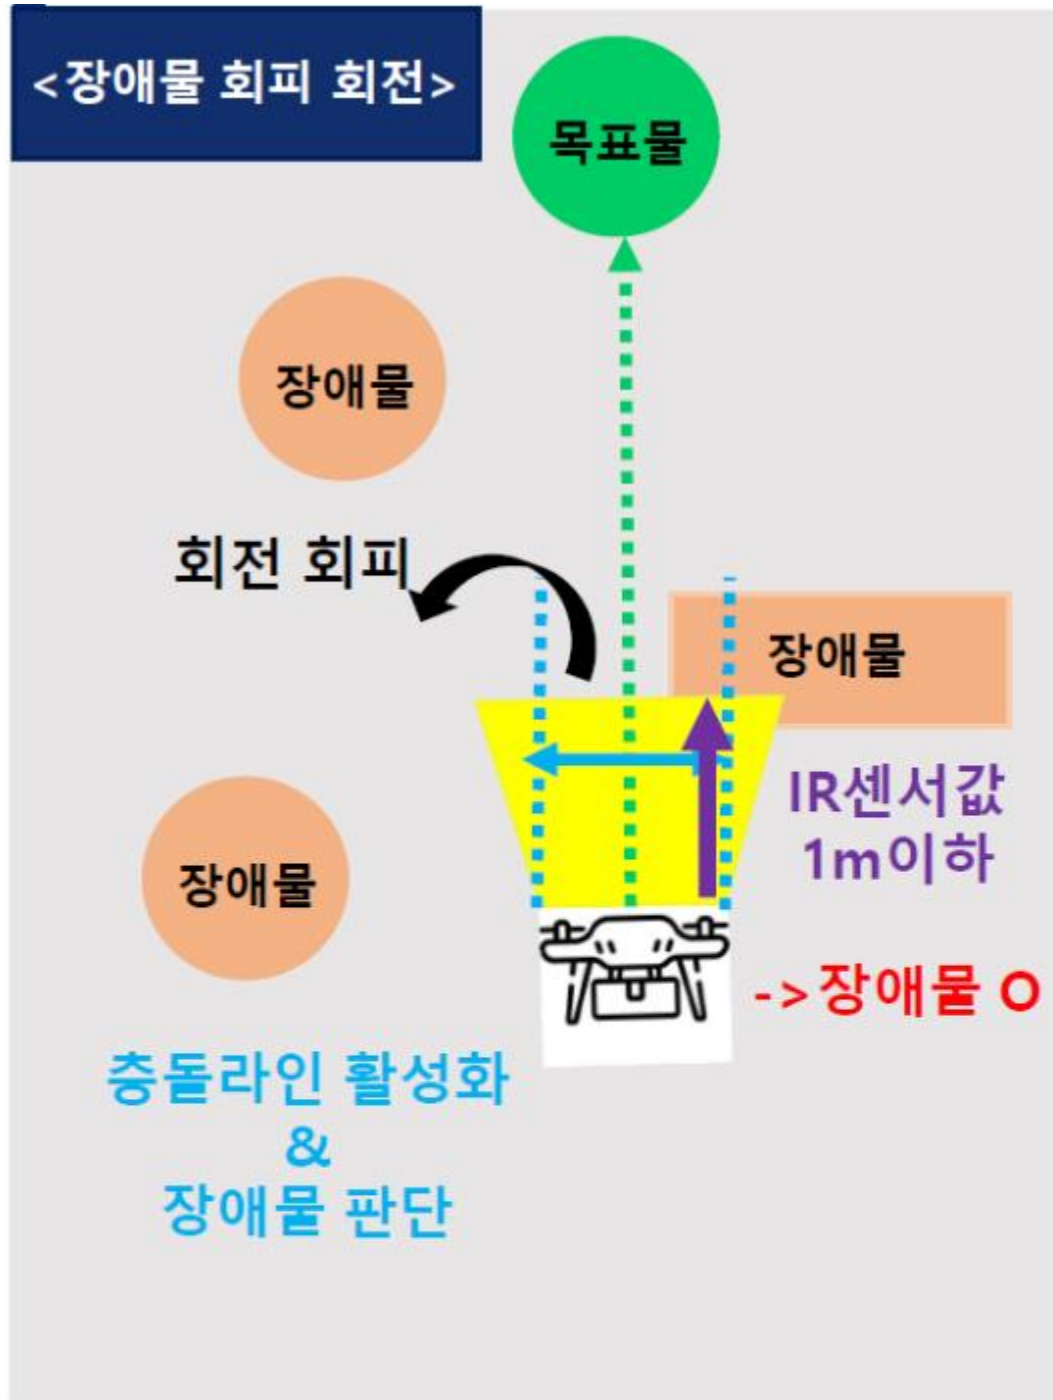 <장애물 회피 회전>
목표물
장애물
회전 회피
장애물
IR센서값
1m이하
장애물
->장애물 O
충돌라인 활성화
&
장애물 판단